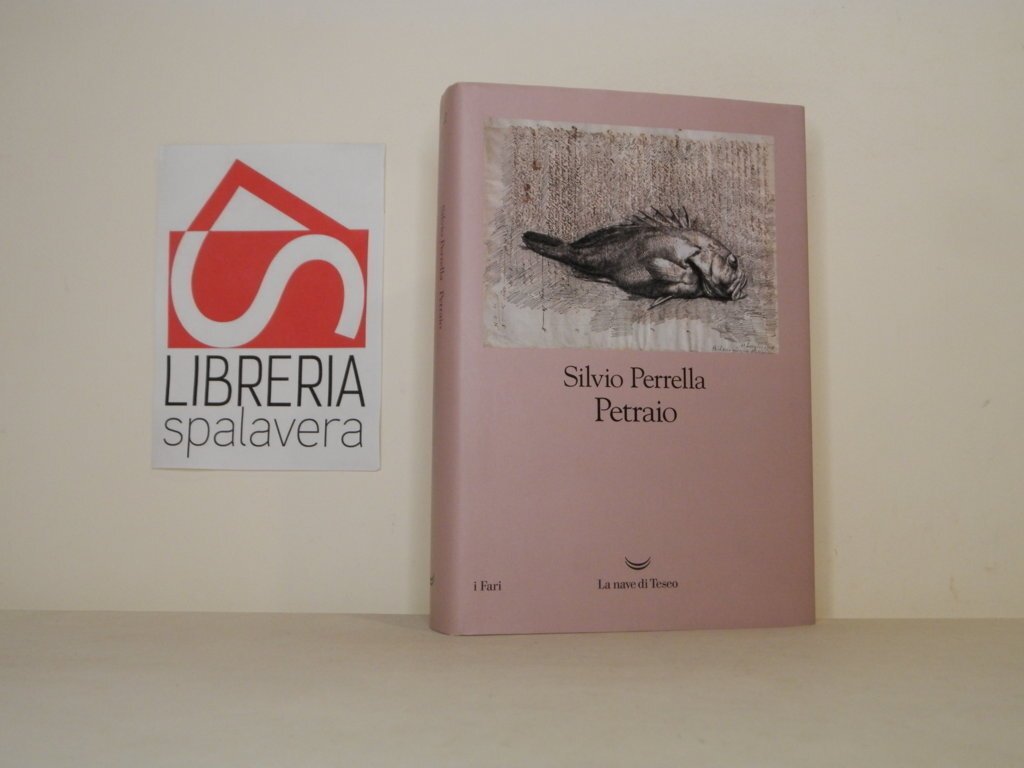 LIBRERIA
spalavera
Silvio Perrella Petraio
Silvio Perrella
Petraio
i Fari
La nave di Teseo